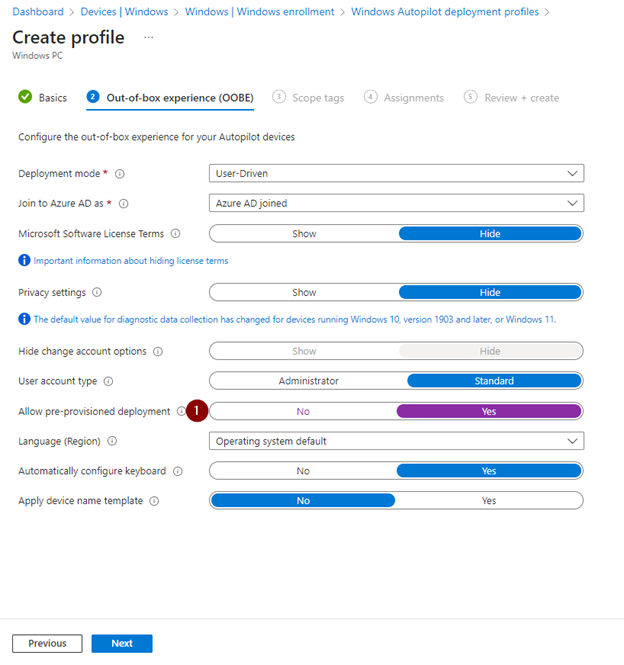 Dashboard > Devices | Windows > Windows | Windows enrollment > Windows Autopilot deployment profiles >
Create profile ...
Windows PC
Basics 2 Out-of-box experience (OOBE) 3 Scope tags 4 Assignments 5 Review + create
Configure the out-of-box experience for your Autopilot devices
Deployment mode * User-Driven
Join to Azure AD as * Azure AD joined
Microsoft Software License Terms Show Hide
Important information about hiding license terms
Privacy settings Show Hide
The default value for diagnostic data collection has changed for devices running Windows 10, version 1903 and later, or Windows 11.
Hide change account options Show Hide
User account type Administrator Standard
Allow pre-provisioned deployment 1 No Yes
Language (Region) Operating system default
Automatically configure keyboard No Yes
Apply device name template No Yes
Previous Next